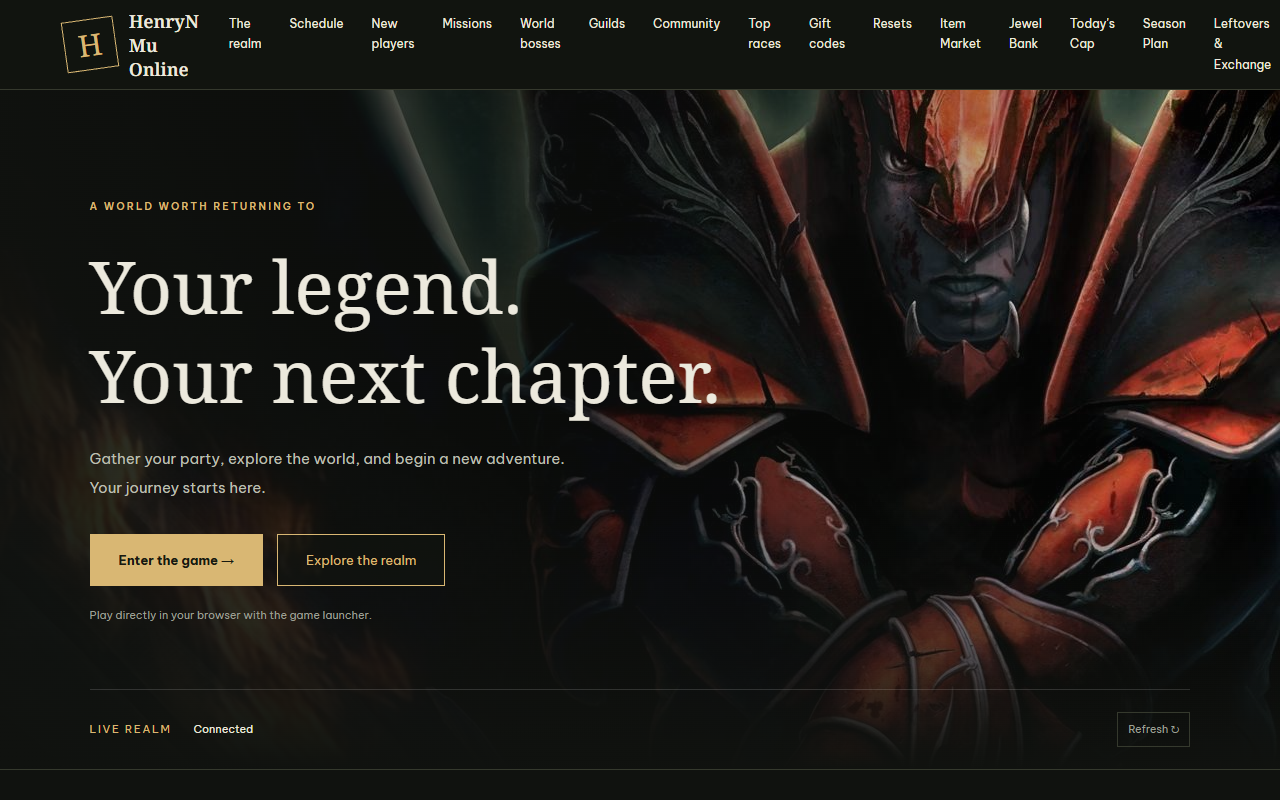 H
HenryN
Mu
Online
The
realm
Schedule
New
players
Missions
World
bosses
Guilds
Community
Top
races
Gift
codes
Resets
Item
Market
Jewel
Bank
Today's
Cap
Season
Plan
Leftovers
&
Exchange
A WORLD WORTH RETURNING TO
Your legend.
Your next chapter.
Gather your party, explore the world, and begin a new adventure.
Your journey starts here.
Enter the game →
Explore the realm
Play directly in your browser with the game launcher.
LIVE REALM Connected
Refresh ↻